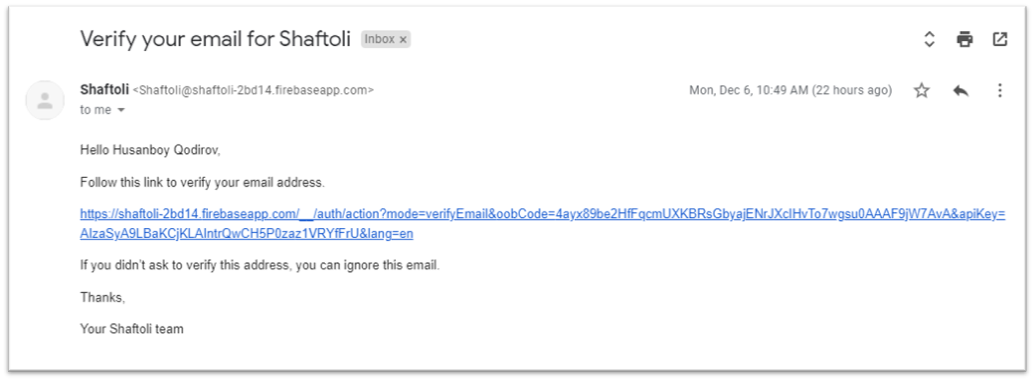 Verify your email for Shaftoli Inbox ×
Shaftoli <Shaftoli@shaftoli-2bd14.firebaseapp.com> Mon, Dec 6, 10:49 AM (22 hours ago)
to me
Hello Husanboy Qodirov,
Follow this link to verify your email address.
https://shaftoli-2bd14.firebaseapp.com/__/auth/action?mode=verifyEmail&oobCode=4ayx89be2HfFqcmUXKBRsGbyajENrJXcIHvTo7wgsu0AAAF9jW7AvA&apiKey=
AIzaSyA9LBaKCjKLAIntrQwCH5P0zaz1VRYfFrU&lang=en
If you didn't ask to verify this address, you can ignore this email.
Thanks,
Your Shaftoli team